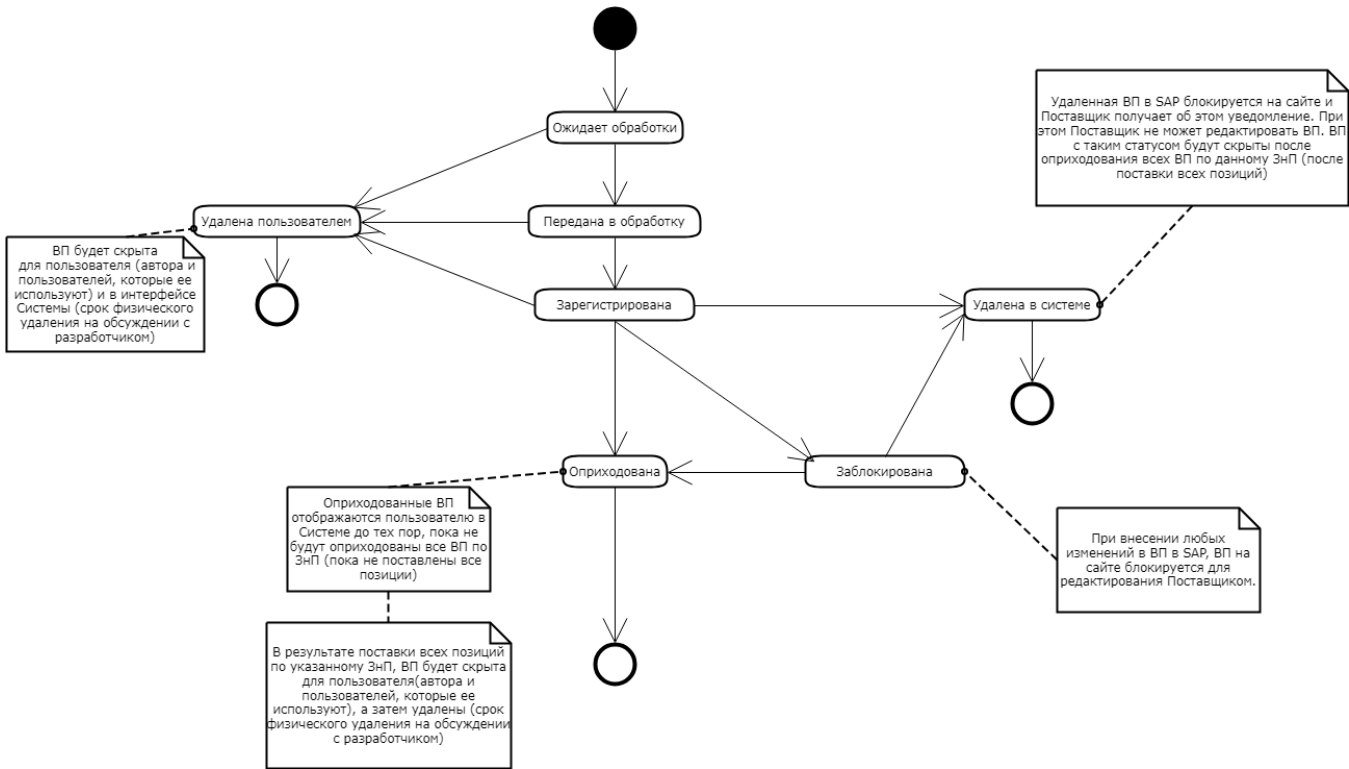 Ожидает обработки
Удаленная ВП в SAP блокируется на сайте и
Поставщик получает об этом уведомление. При
этом Поставщик не может редактировать ВП. ВП
с таким статусом будут скрыты после
оприходования всех ВП по данному ЗнП (после
поставки всех позиций)
Удалена пользователем
Передана в обработку
ВП будет скрыта
для пользователя (автора и
пользователей, которые ее
используют) и в интерфейсе
Системы (срок физического
удаления на обсуждении с
разработчиком)
Зарегистрирована
Удалена в системе
Оприходована
Заблокирована
Оприходованные ВП
отображаются пользователю в
Системе до тех пор, пока не
будут оприходованы все ВП по
ЗнП (пока не поставлены все
позиции)
При внесении любых
изменений в ВП в SAP, ВП на
сайте блокируется для
редактирования Поставщиком.
В результате поставки всех позиций
по указанному ЗнП, ВП будет скрыта
для пользователя(автора и
пользователей, которые ее
используют), а затем удалены (срок
физического удаления на обсуждении
с разработчиком)